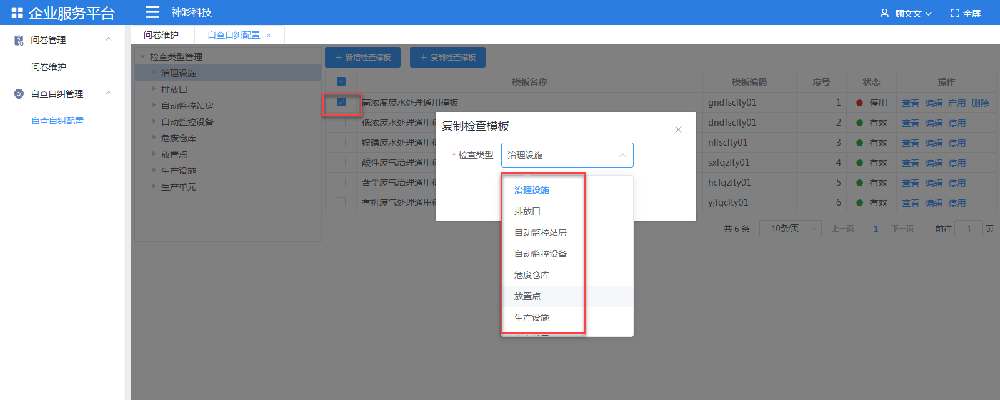 企业服务平台
神彩科技
顾文文
全屏
问卷管理
问卷维护
自查自纠管理
自查自纠配置
问卷维护
自查自纠配置
检查类型管理
治理设施
排放口
自动监控站房
自动监控设备
危废仓库
放置点
生产设施
生产单元
新增检查模板
复制检查模板
模板名称 模板编码 序号 状态 操作
高浓度废水处理通用模板 gndfsclty01 1 停用 查看 编辑 启用 删除
低浓废水处理通用 dndfsclty01 2 有效 查看 编辑 停用
镍磷废水处理通用 nlfsclty01 3 有效 查看 编辑 停用
酸性废气治理通用 sxfqzlty01 4 有效 查看 编辑 停用
含尘废气治理通用 hcfqzlty01 5 有效 查看 编辑 停用
有机废气处理通用 yjfqclty01 6 有效 查看 编辑 停用
共 6 条 10条/页 上一页 1 下一页 前往 1 页
复制检查模板
* 检查类型 治理设施
治理设施
排放口
自动监控站房
自动监控设备
危废仓库
放置点
生产设施